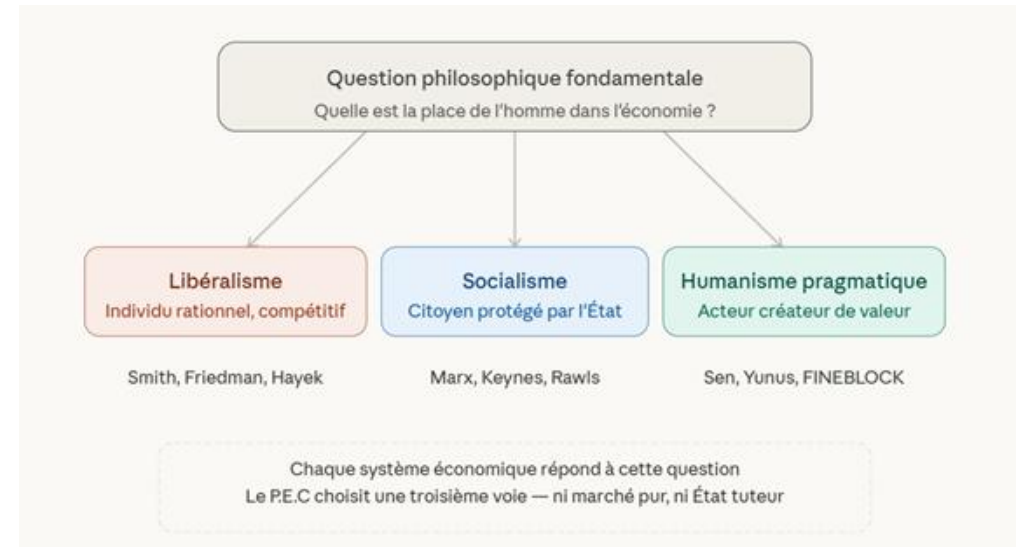 Question philosophique fondamentale
Quelle est la place de l'homme dans l'économie ?
Libéralisme
Individu rationnel, compétitif
Socialisme
Citoyen protégé par l'État
Humanisme pragmatique
Acteur créateur de valeur
Smith, Friedman, Hayek
Marx, Keynes, Rawls
Sen, Yunus, FINEBLOCK
Chaque système économique répond à cette question
Le P.E.C choisit une troisième voie — ni marché pur, ni État tuteur